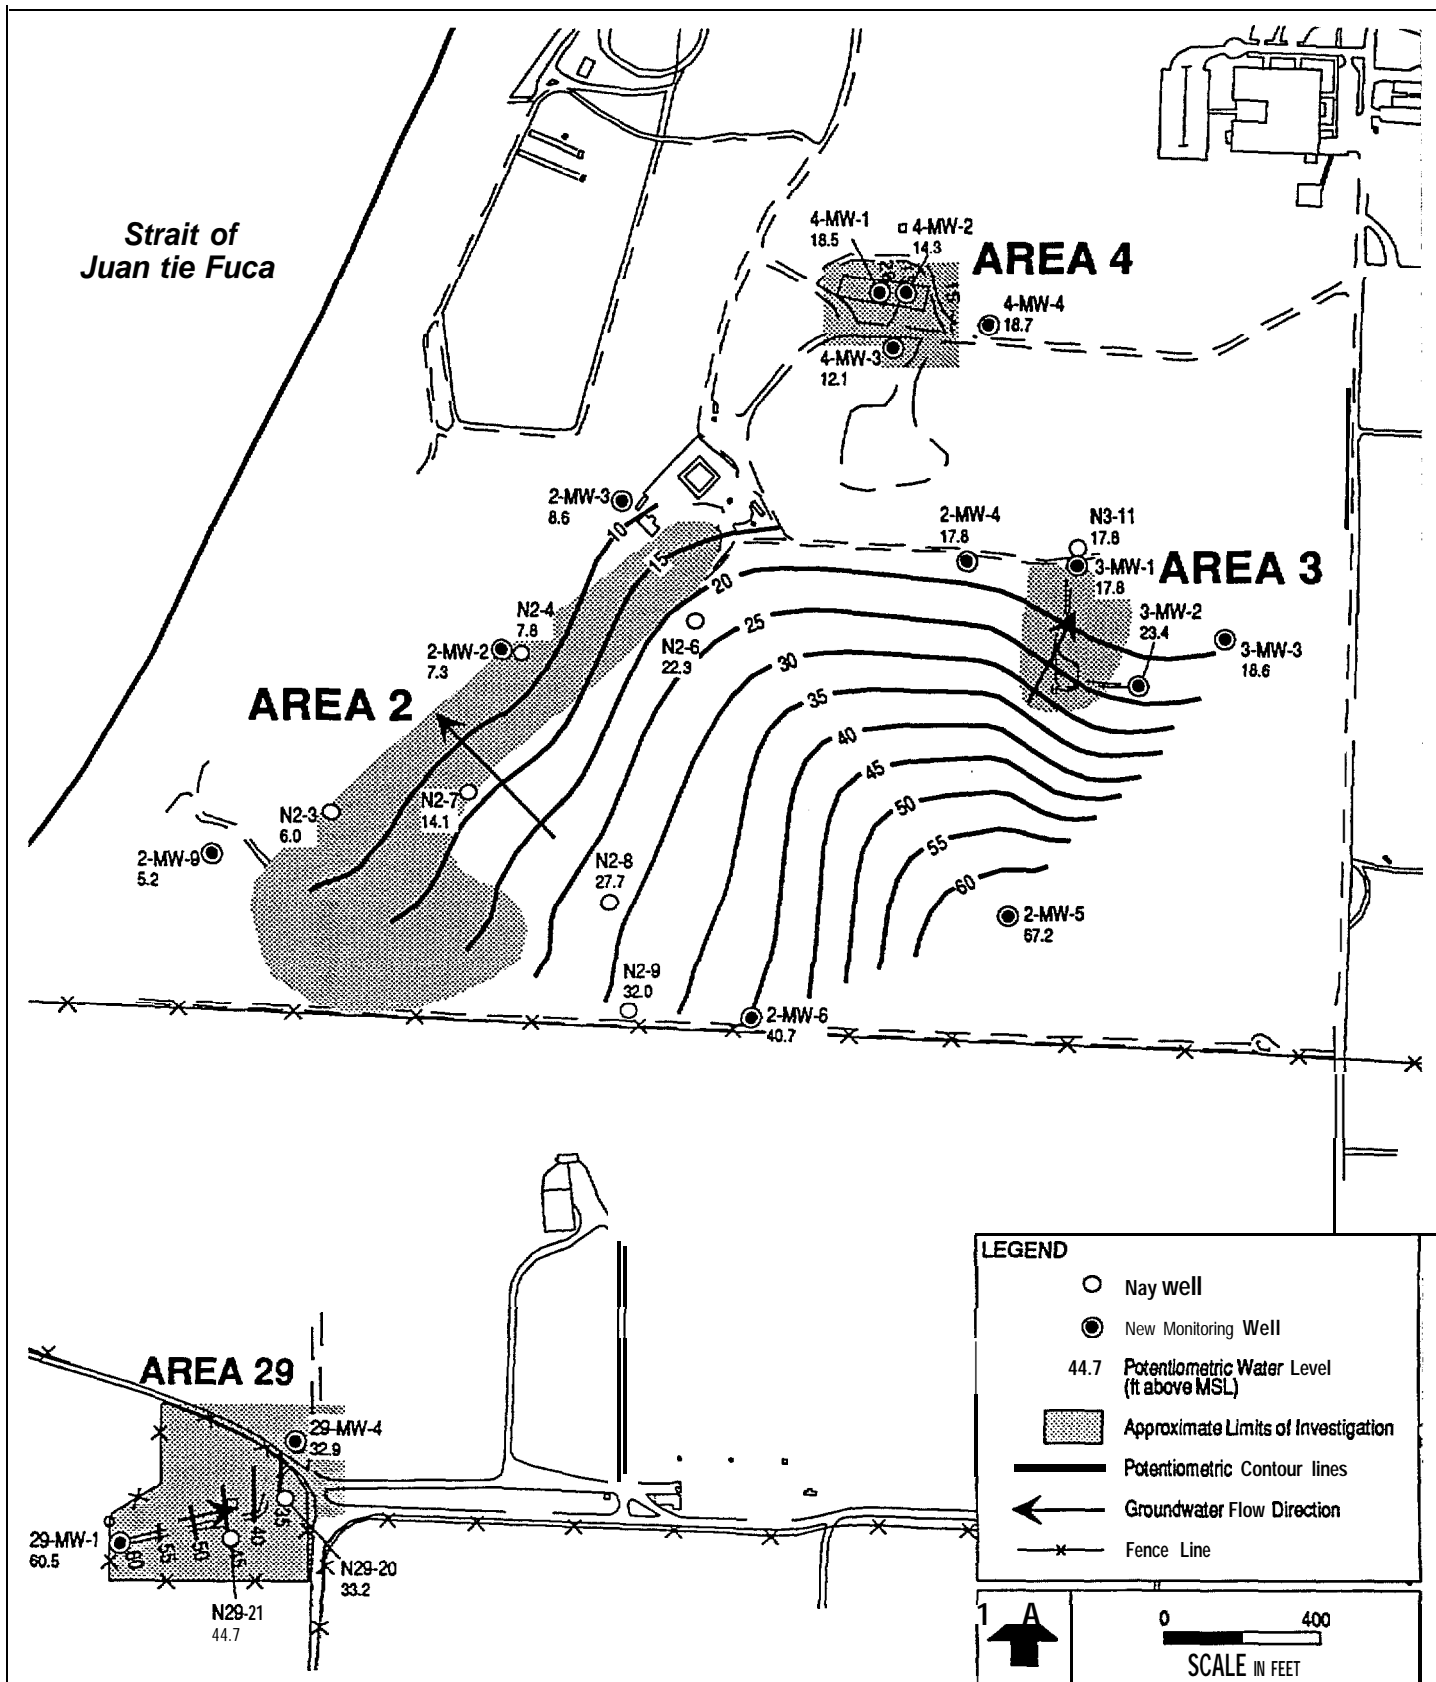 Strait of
Juan tie Fuca
4-MW-1
18.5
4-MW-2
14.3
AREA 4
4-MW-4
18.7
4-MW-3
12.1
2-MW-3
8.6
10
15
2-MW-4
17.8
N3-11
17.8
3-MW-1
17.8
AREA 3
3-MW-2
23.4
3-MW-3
18.6
N2-4
7.8
2-MW-2
7.3
N2-6
22.3
20
25
30
35
40
45
50
55
60
AREA 2
N2-7
14.1
N2-3
6.0
2-MW-9
5.2
N2-8
27.7
2-MW-5
67.2
N2-9
32.0
2-MW-6
40.7
AREA 29
29-MW-4
32.9
29-MW-1
60.5
60
55
50
45
40
35
N29-20
33.2
N29-21
44.7
LEGEND
Nay well
New Monitoring Well
44.7 Potentiometric Water Level
(ft above MSL)
Approximate Limits of Investigation
Potentiometric Contour lines
Groundwater Flow Direction
Fence Line
1 A
0 400
SCALE IN FEET